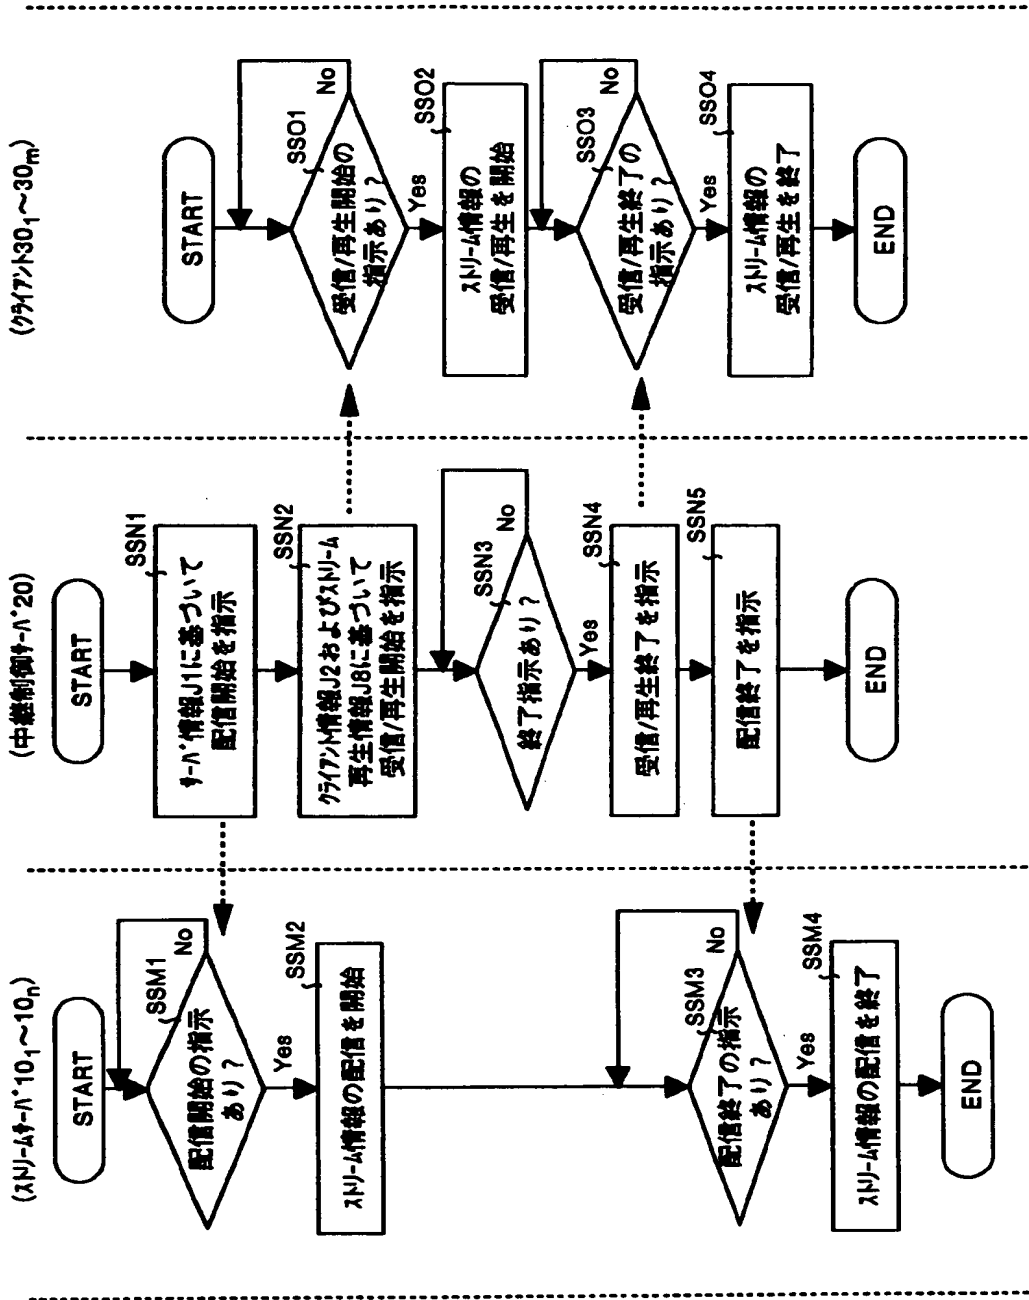 (ストリームサーバ10₁~10ₙ)
START
SSM1
配信開始の指示
あり?
No
Yes
SSM2
ストリーム情報の配信を開始
SSM3
配信終了の指示
あり?
No
Yes
SSM4
ストリーム情報の配信を終了
END
(中継制御サーバ20)
START
SSN1
サーバ情報J1に基づいて
配信開始を指示
SSN2
クライアント情報J2およびストリーム
再生情報J8に基づいて
受信/再生開始を指示
SSN3
終了指示あり?
No
Yes
SSN4
受信/再生終了を指示
SSN5
配信終了を指示
END
(クライアント30₁~30ₘ)
START
SSO1
受信/再生開始の
指示あり?
No
Yes
SSO2
ストリーム情報の
受信/再生を開始
SSO3
受信/再生終了の
指示あり?
No
Yes
SSO4
ストリーム情報の
受信/再生を終了
END